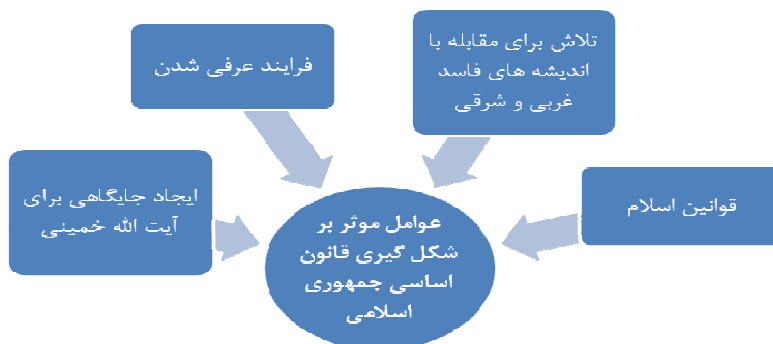 تلاش برای مقابله با
اندیشه های فاسد
غربی و شرقی
فرایند عرفی شدن
قوانین اسلام
ایجاد جایگاهی برای
آیت الله خمینی
عوامل موثر بر
شکل گیری قانون
اساسی جمهوری
اسلامی